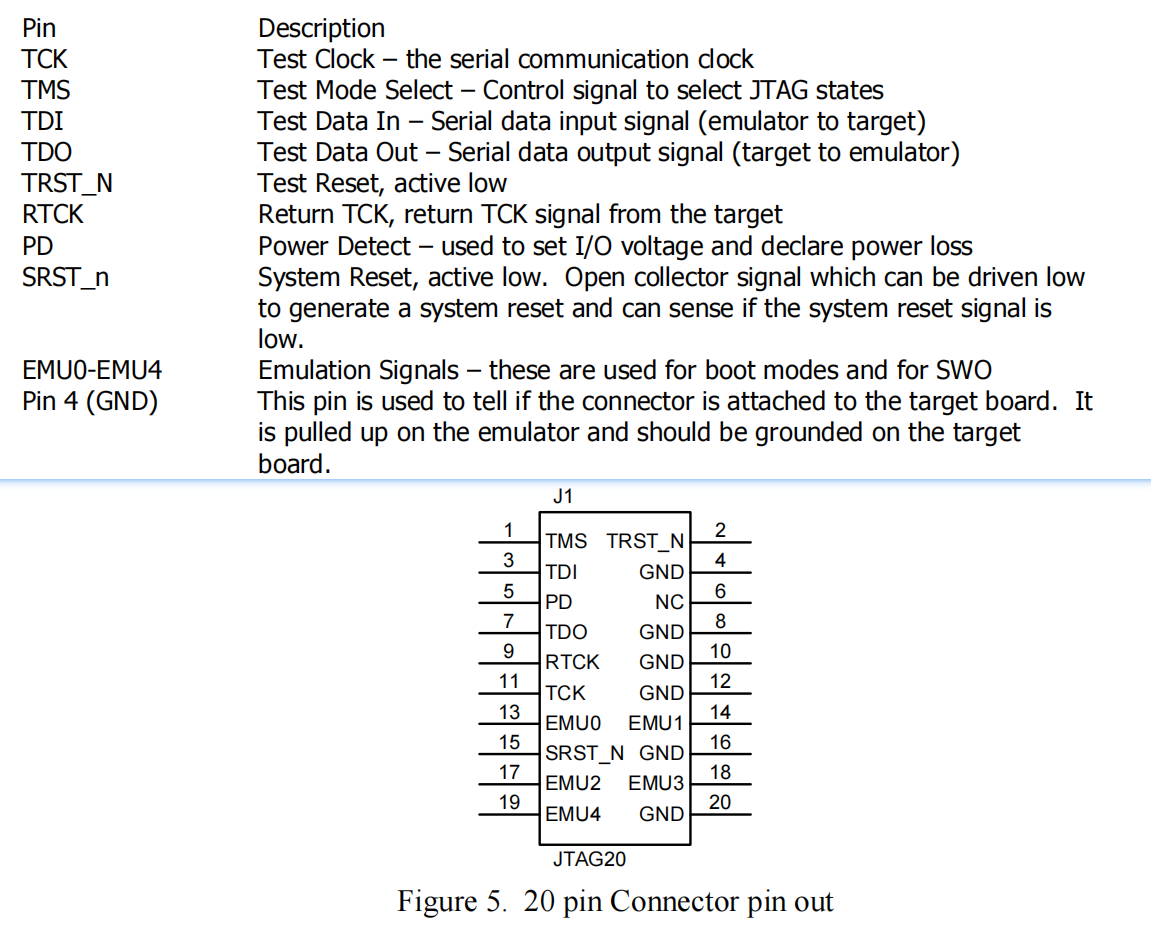 Pin Description
TCK Test Clock – the serial communication clock
TMS Test Mode Select – Control signal to select JTAG states
TDI Test Data In – Serial data input signal (emulator to target)
TDO Test Data Out – Serial data output signal (target to emulator)
TRST_N Test Reset, active low
RTCK Return TCK, return TCK signal from the target
PD Power Detect – used to set I/O voltage and declare power loss
SRST_n System Reset, active low.  Open collector signal which can be driven low
to generate a system reset and can sense if the system reset signal is
low.
EMU0-EMU4 Emulation Signals – these are used for boot modes and for SWO
Pin 4 (GND) This pin is used to tell if the connector is attached to the target board.  It
is pulled up on the emulator and should be grounded on the target
board.
J1
1 TMS TRST_N 2
3 TDI GND 4
5 PD NC 6
7 TDO GND 8
9 RTCK GND 10
11 TCK GND 12
13 EMU0 EMU1 14
15 SRST_N GND 16
17 EMU2 EMU3 18
19 EMU4 GND 20
JTAG20
Figure 5.  20 pin Connector pin out